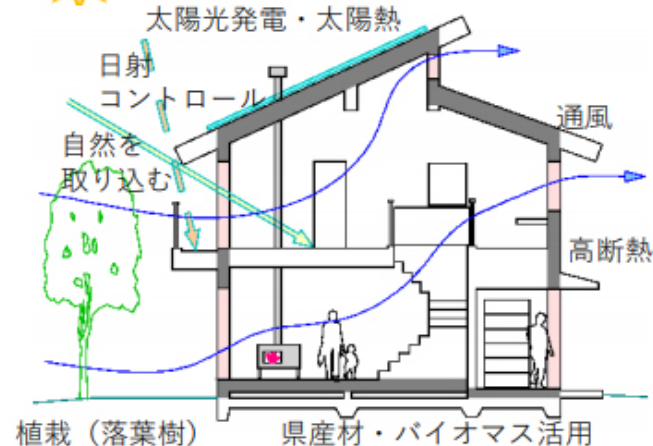 太陽光発電・太陽熱
日射
コントロール
自然を
取り込む
通風
高断熱
植栽（落葉樹）
県産材・バイオマス活用